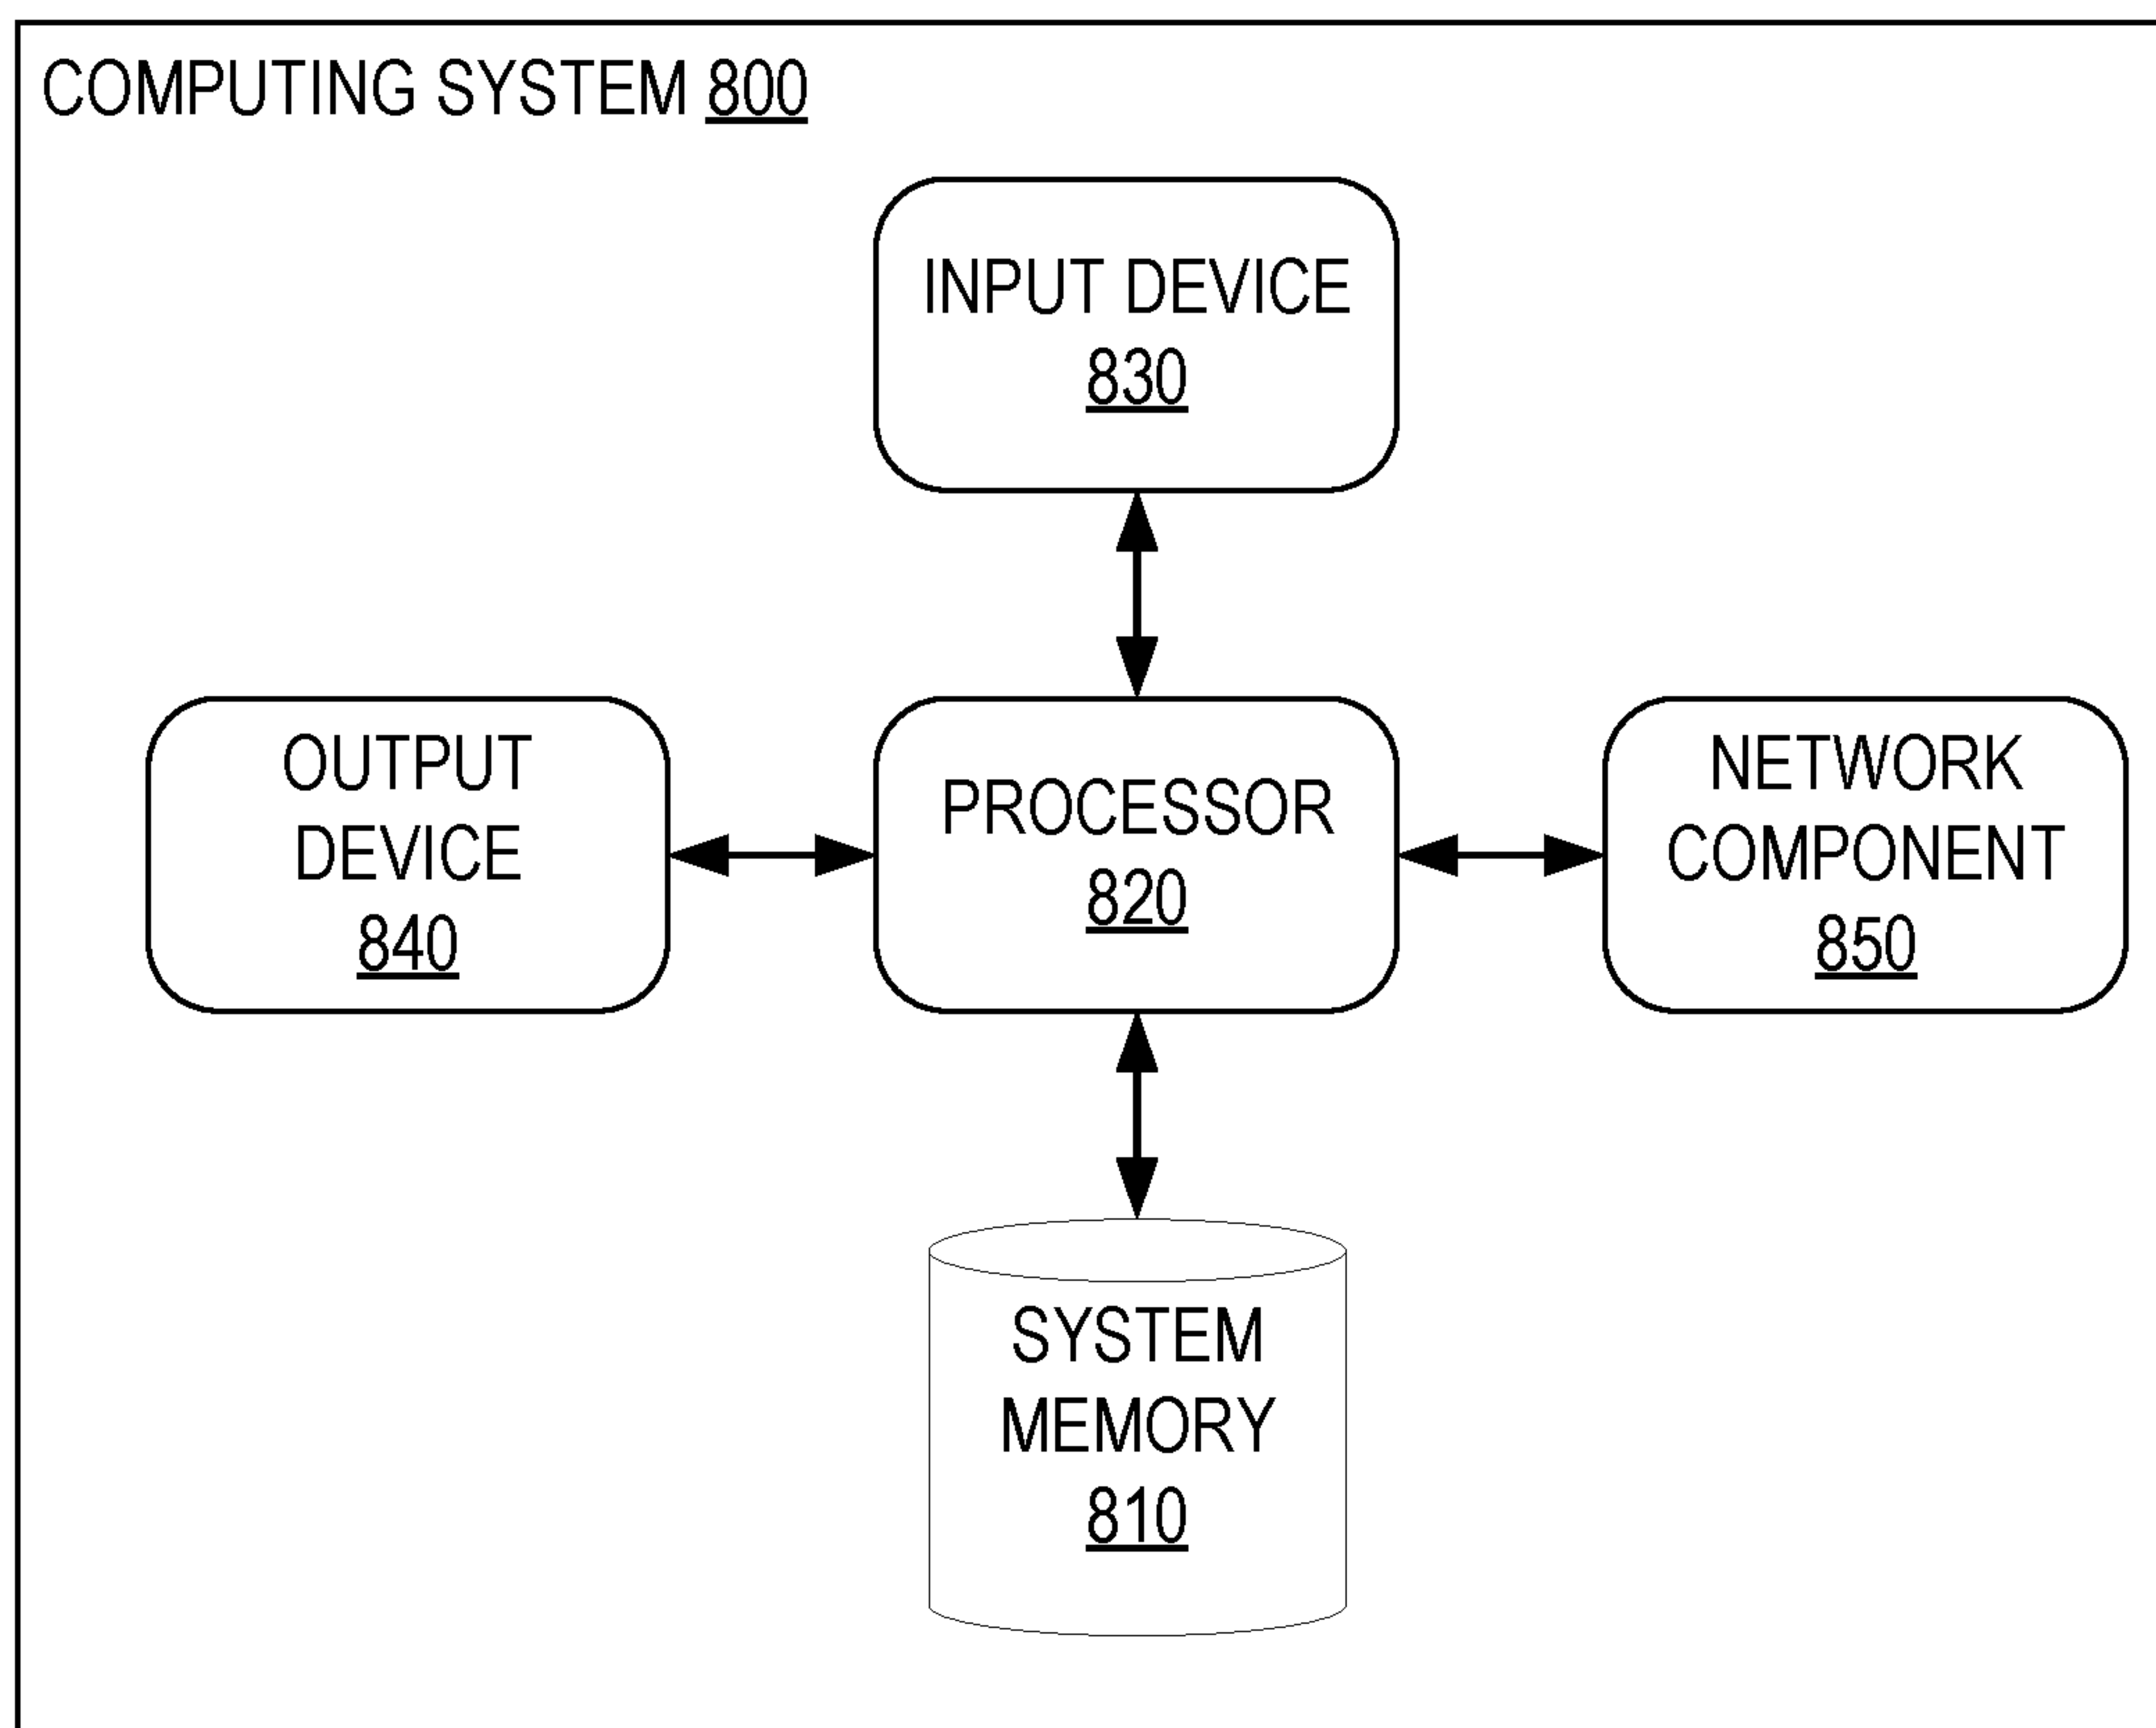 COMPUTING SYSTEM 800
INPUT DEVICE
830
OUTPUT
DEVICE
840
PROCESSOR
820
NETWORK
COMPONENT
850
SYSTEM
MEMORY
810